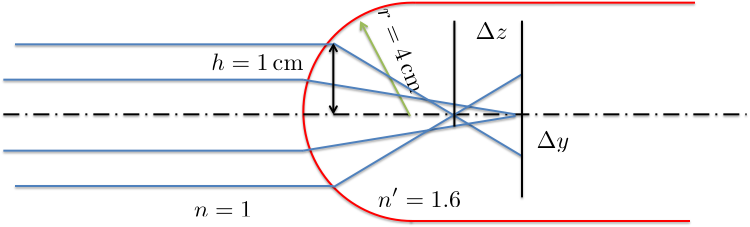 Δz
r = 4 cm
h = 1 cm
Δy
n = 1
n′ = 1.6